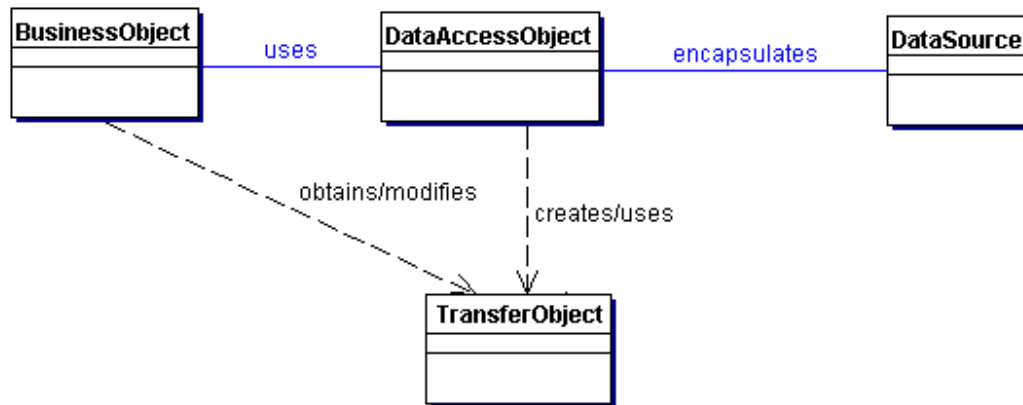 BusinessObject
uses
DataAccessObject
encapsulates
DataSource
obtains/modifies
creates/uses
TransferObject